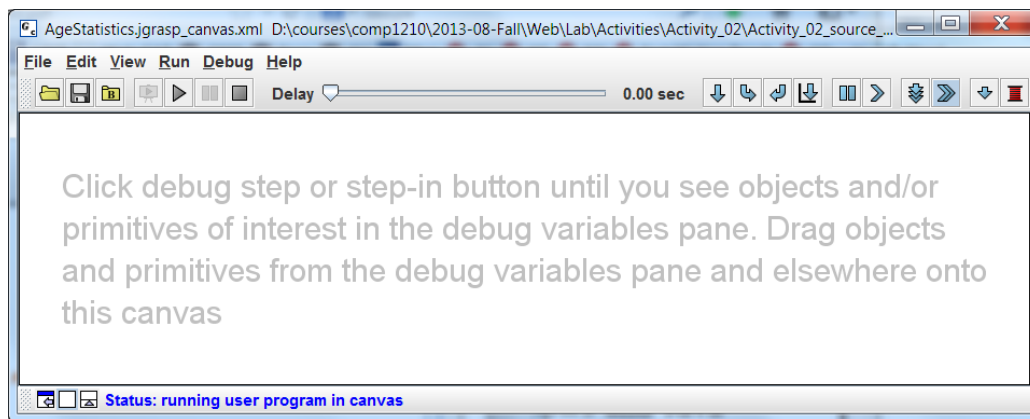 AgeStatistics.jgrasp_canvas.xml D:\courses\comp1210\2013-08-Fall\Web\Lab\Activities\Activity_02\Activity_02_source_...
File Edit View Run Debug Help
B Delay 0.00 sec
Click debug step or step-in button until you see objects and/or
primitives of interest in the debug variables pane. Drag objects
and primitives from the debug variables pane and elsewhere onto
this canvas
Status: running user program in canvas